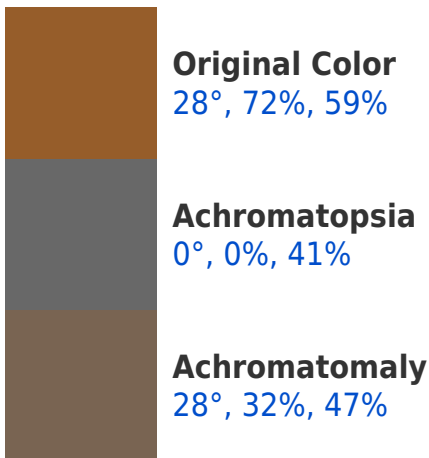 Original Color
28°, 72%, 59%
Achromatopsia
0°, 0%, 41%
Achromatomaly
28°, 32%, 47%